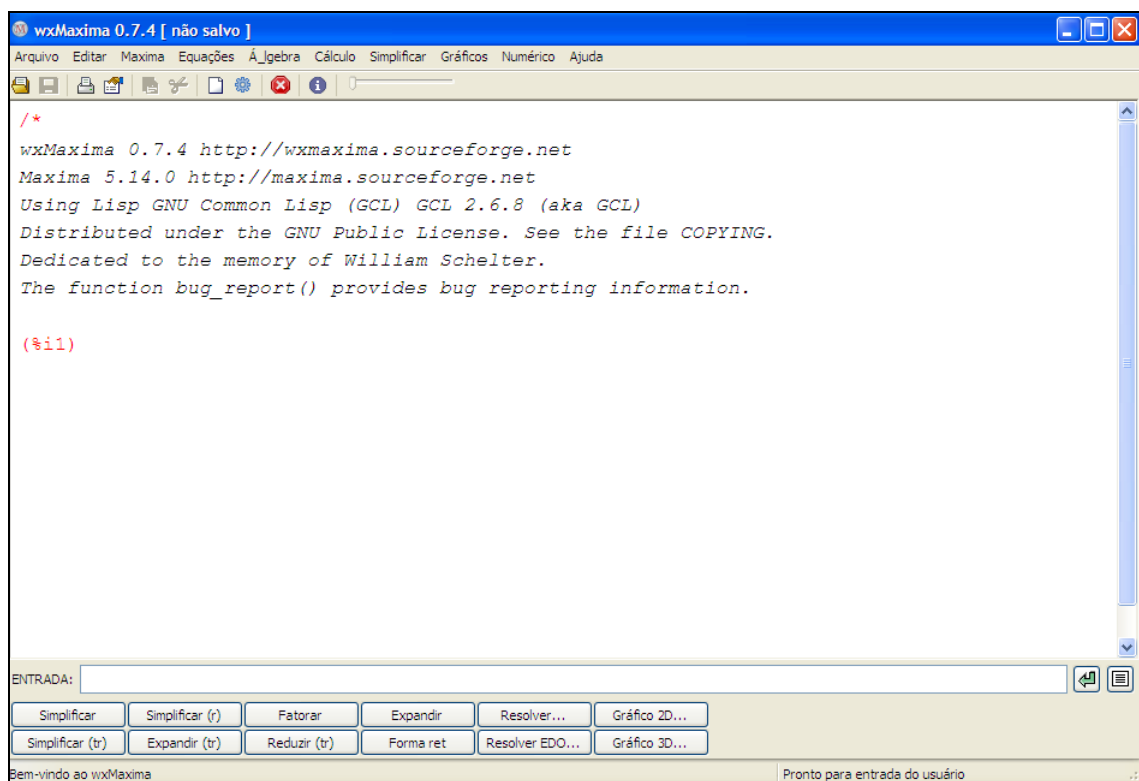 wxMaxima 0.7.4 [ não salvo ]
Arquivo Editar Maxima Equações Á_lgebra Cálculo Simplificar Gráficos Numérico Ajuda
/*
wxMaxima 0.7.4 http://wxmaxima.sourceforge.net
Maxima 5.14.0 http://maxima.sourceforge.net
Using Lisp GNU Common Lisp (GCL) GCL 2.6.8 (aka GCL)
Distributed under the GNU Public License. See the file COPYING.
Dedicated to the memory of William Schelter.
The function bug_report() provides bug reporting information.
(%i1)
ENTRADA:
Simplificar Simplificar (r) Fatorar Expandir Resolver... Gráfico 2D...
Simplificar (tr) Expandir (tr) Reduzir (tr) Forma ret Resolver EDO... Gráfico 3D...
Bem-vindo ao wxMaxima Pronto para entrada do usuário